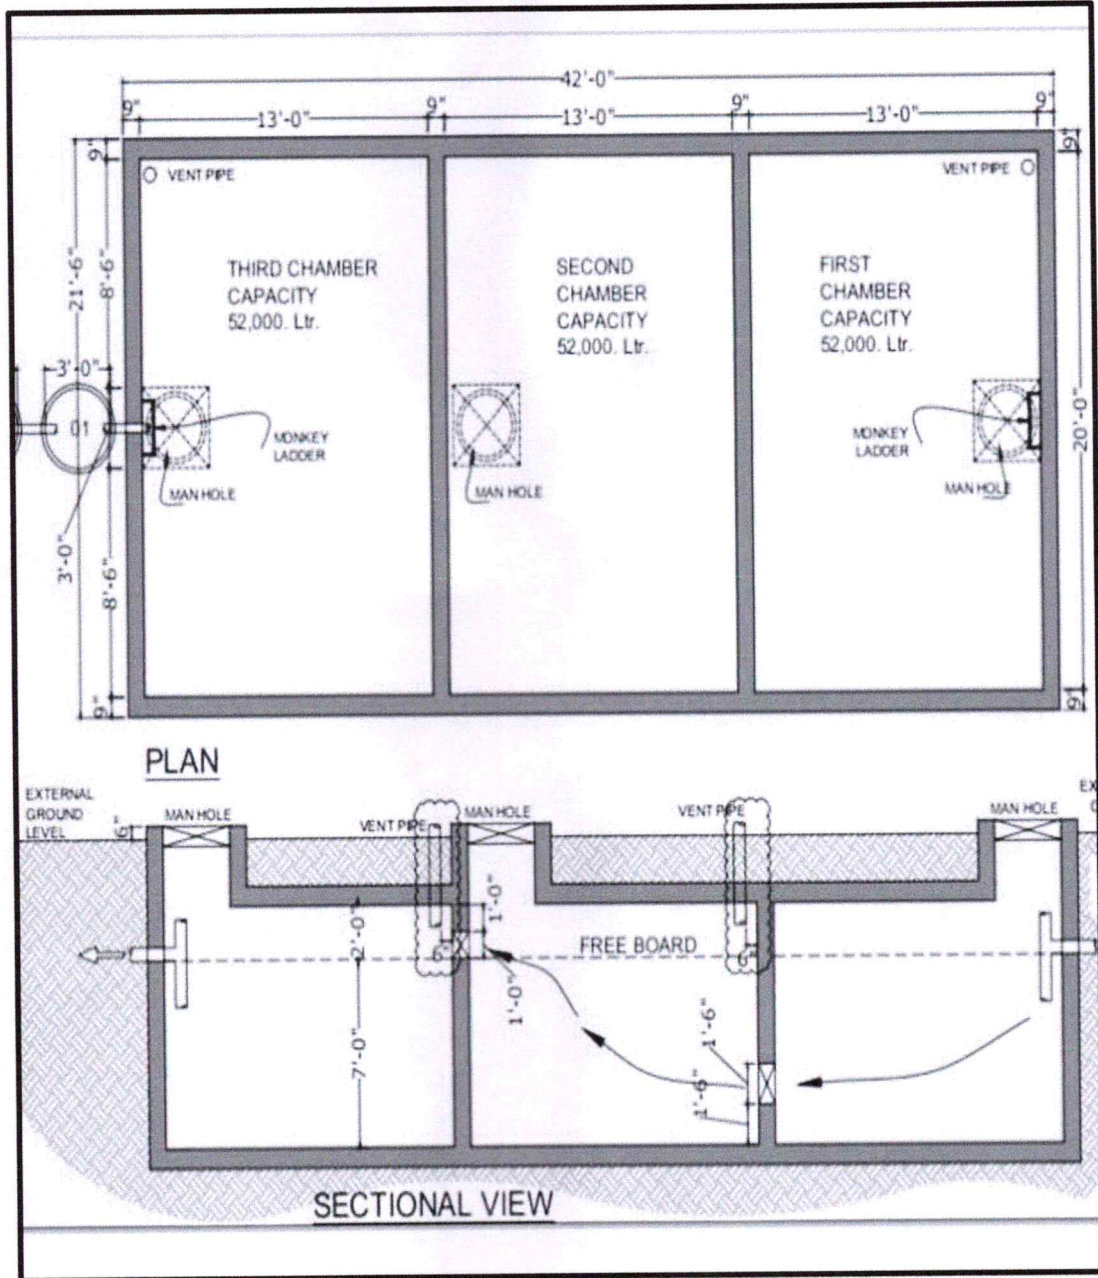 42'-0"
9" 13'-0" 9" 13'-0" 9" 13'-0" 9"
9"
9"
VENT PIPE
VENT PIPE
THIRD CHAMBER
CAPACITY
52,000. Ltr.
SECOND
CHAMBER
CAPACITY
52,000. Ltr.
FIRST
CHAMBER
CAPACITY
52,000. Ltr.
21'-6"
8'-6"
3'-0"
01
MONKEY
LADDER
MAN HOLE
MAN HOLE
MONKEY
LADDER
MAN HOLE
20'-0"
3'-0"
8'-6"
9"
9"
PLAN
EXTERNAL
GROUND
LEVEL
6"
MAN HOLE
VENT PIPE
MAN HOLE
VENT PIPE
MAN HOLE
2'-0"
1'-0"
6"
FREE BOARD
6"
1'-0"
7'-0"
1'-6"
1'-6"
SECTIONAL VIEW